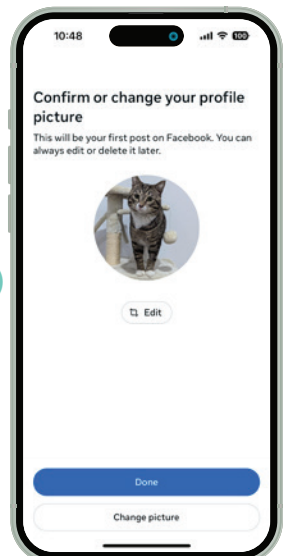 10:48
100
Confirm or change your profile
picture
This will be your first post on Facebook. You can
always edit or delete it later.
Edit
Done
Change picture